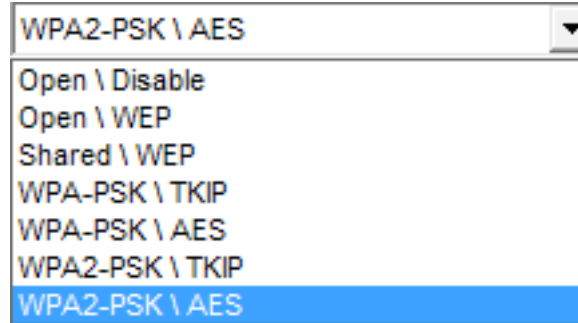 WPA2-PSK \ AES
Open \ Disable
Open \ WEP
Shared \ WEP
WPA-PSK \ TKIP
WPA-PSK \ AES
WPA2-PSK \ TKIP
WPA2-PSK \ AES